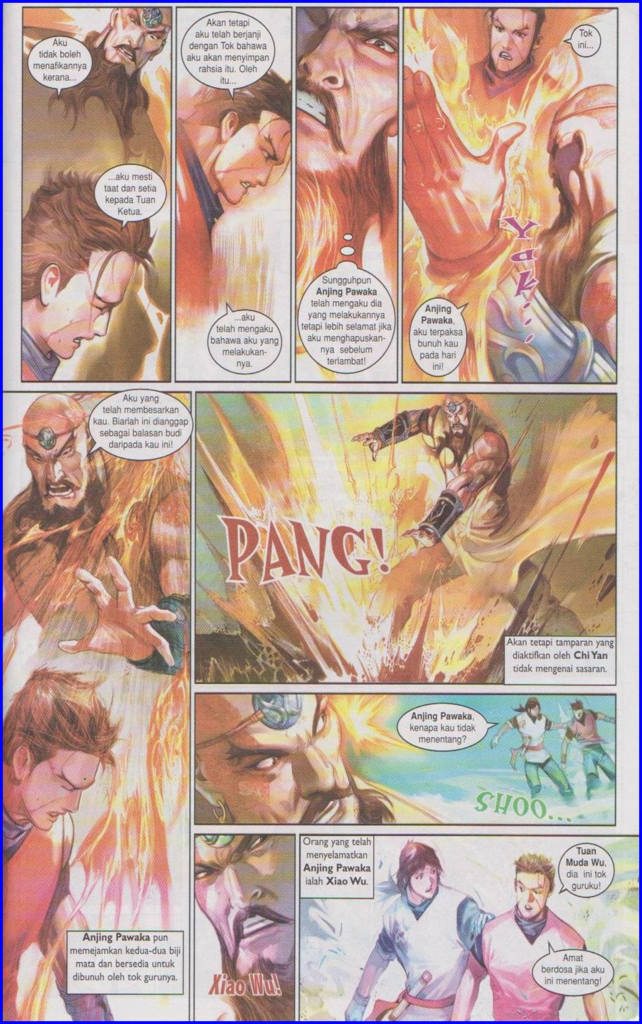 Aku
tidak boleh
menafikannya
kerana...
...aku mesti
taat dan setia
kepada Tuan
Ketua.
Akan tetapi
aku telah berjanji
dengan Tok bahawa
aku akan menyimpan
rahsia itu. Oleh
itu...
...aku
telah mengaku
bahawa aku yang
melakukan-
nya.
Sungguhpun
Anjing Pawaka
telah mengaku dia
yang melakukannya
tetapi lebih selamat jika
aku menghapuskan-
nya sebelum
terlambat!
Tok
ini...
Yak!..
Anjing
Pawaka,
aku terpaksa
bunuh kau
pada hari
ini!
Aku yang
telah membesarkan
kau. Biarlah ini dianggap
sebagai balasan budi
daripada kau ini!
Anjing Pawaka pun
memejamkan kedua-dua biji
mata dan bersedia untuk
dibunuh oleh tok gurunya.
PANG!
Akan tetapi tamparan yang
diaktifkan oleh Chi Yan
tidak mengenai sasaran.
Anjing Pawaka,
kenapa kau tidak
menentang?
SHOO...
Xiao Wu!
Orang yang telah
menyelamatkan
Anjing Pawaka
ialah Xiao Wu.
Tuan
Muda Wu,
dia ini tok
guruku!
Amat
berdosa jika aku
ini menentang!